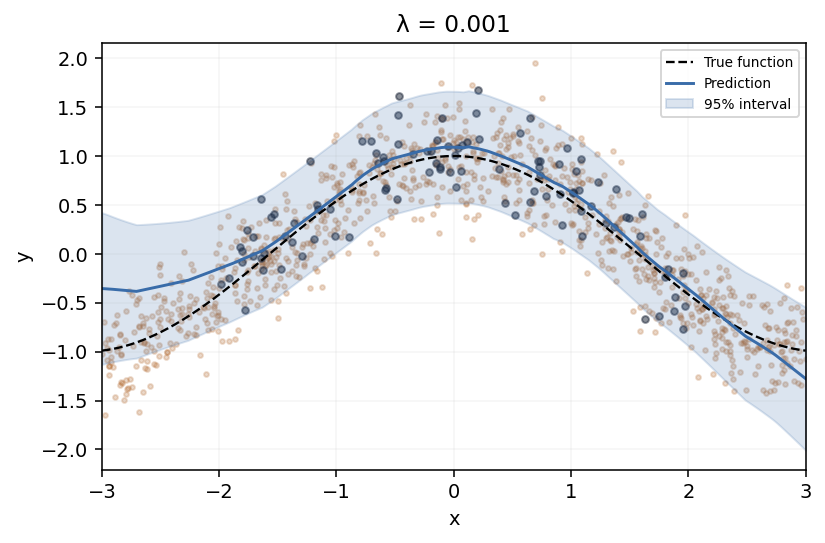 λ = 0.001
True function
Prediction
95% interval
y
2.0
1.5
1.0
0.5
0.0
−0.5
−1.0
−1.5
−2.0
−3 −2 −1 0 1 2 3
x